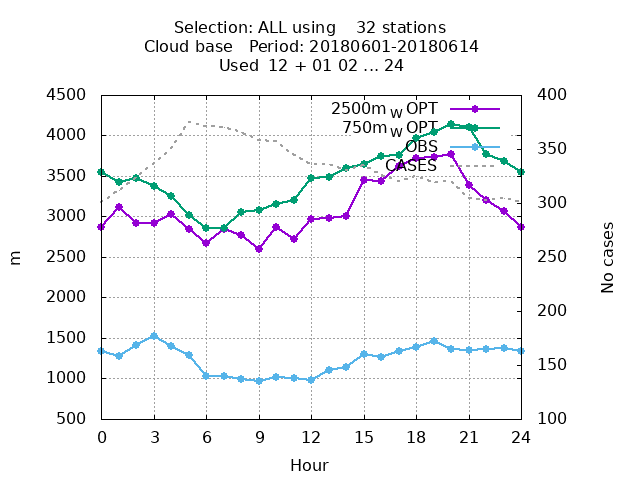 Selection: ALL using    32 stations
Cloud base   Period: 20180601-20180614
Used  12 + 01 02 ... 24
4500
4000
3500
3000
2500
2000
1500
1000
500
m
400
350
300
250
200
150
100
No cases
2500m W OPT
750m W OPT
OBS
CASES
0 3 6 9 12 15 18 21 24
Hour